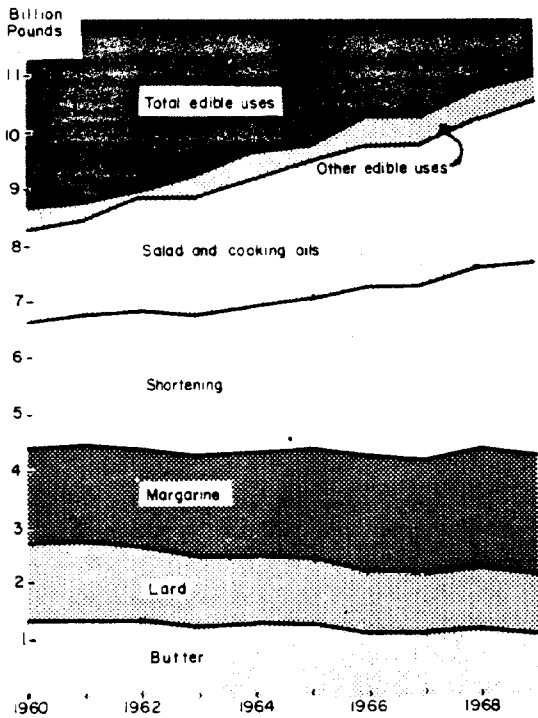 Billion
Pounds
11
Total edible uses
10
Other edible uses
9
8
Salad and cooking oils
7
6
Shortening
5
4
Margarine
3
2
Lard
1
Butter
1960
1962
1964
1966
1968